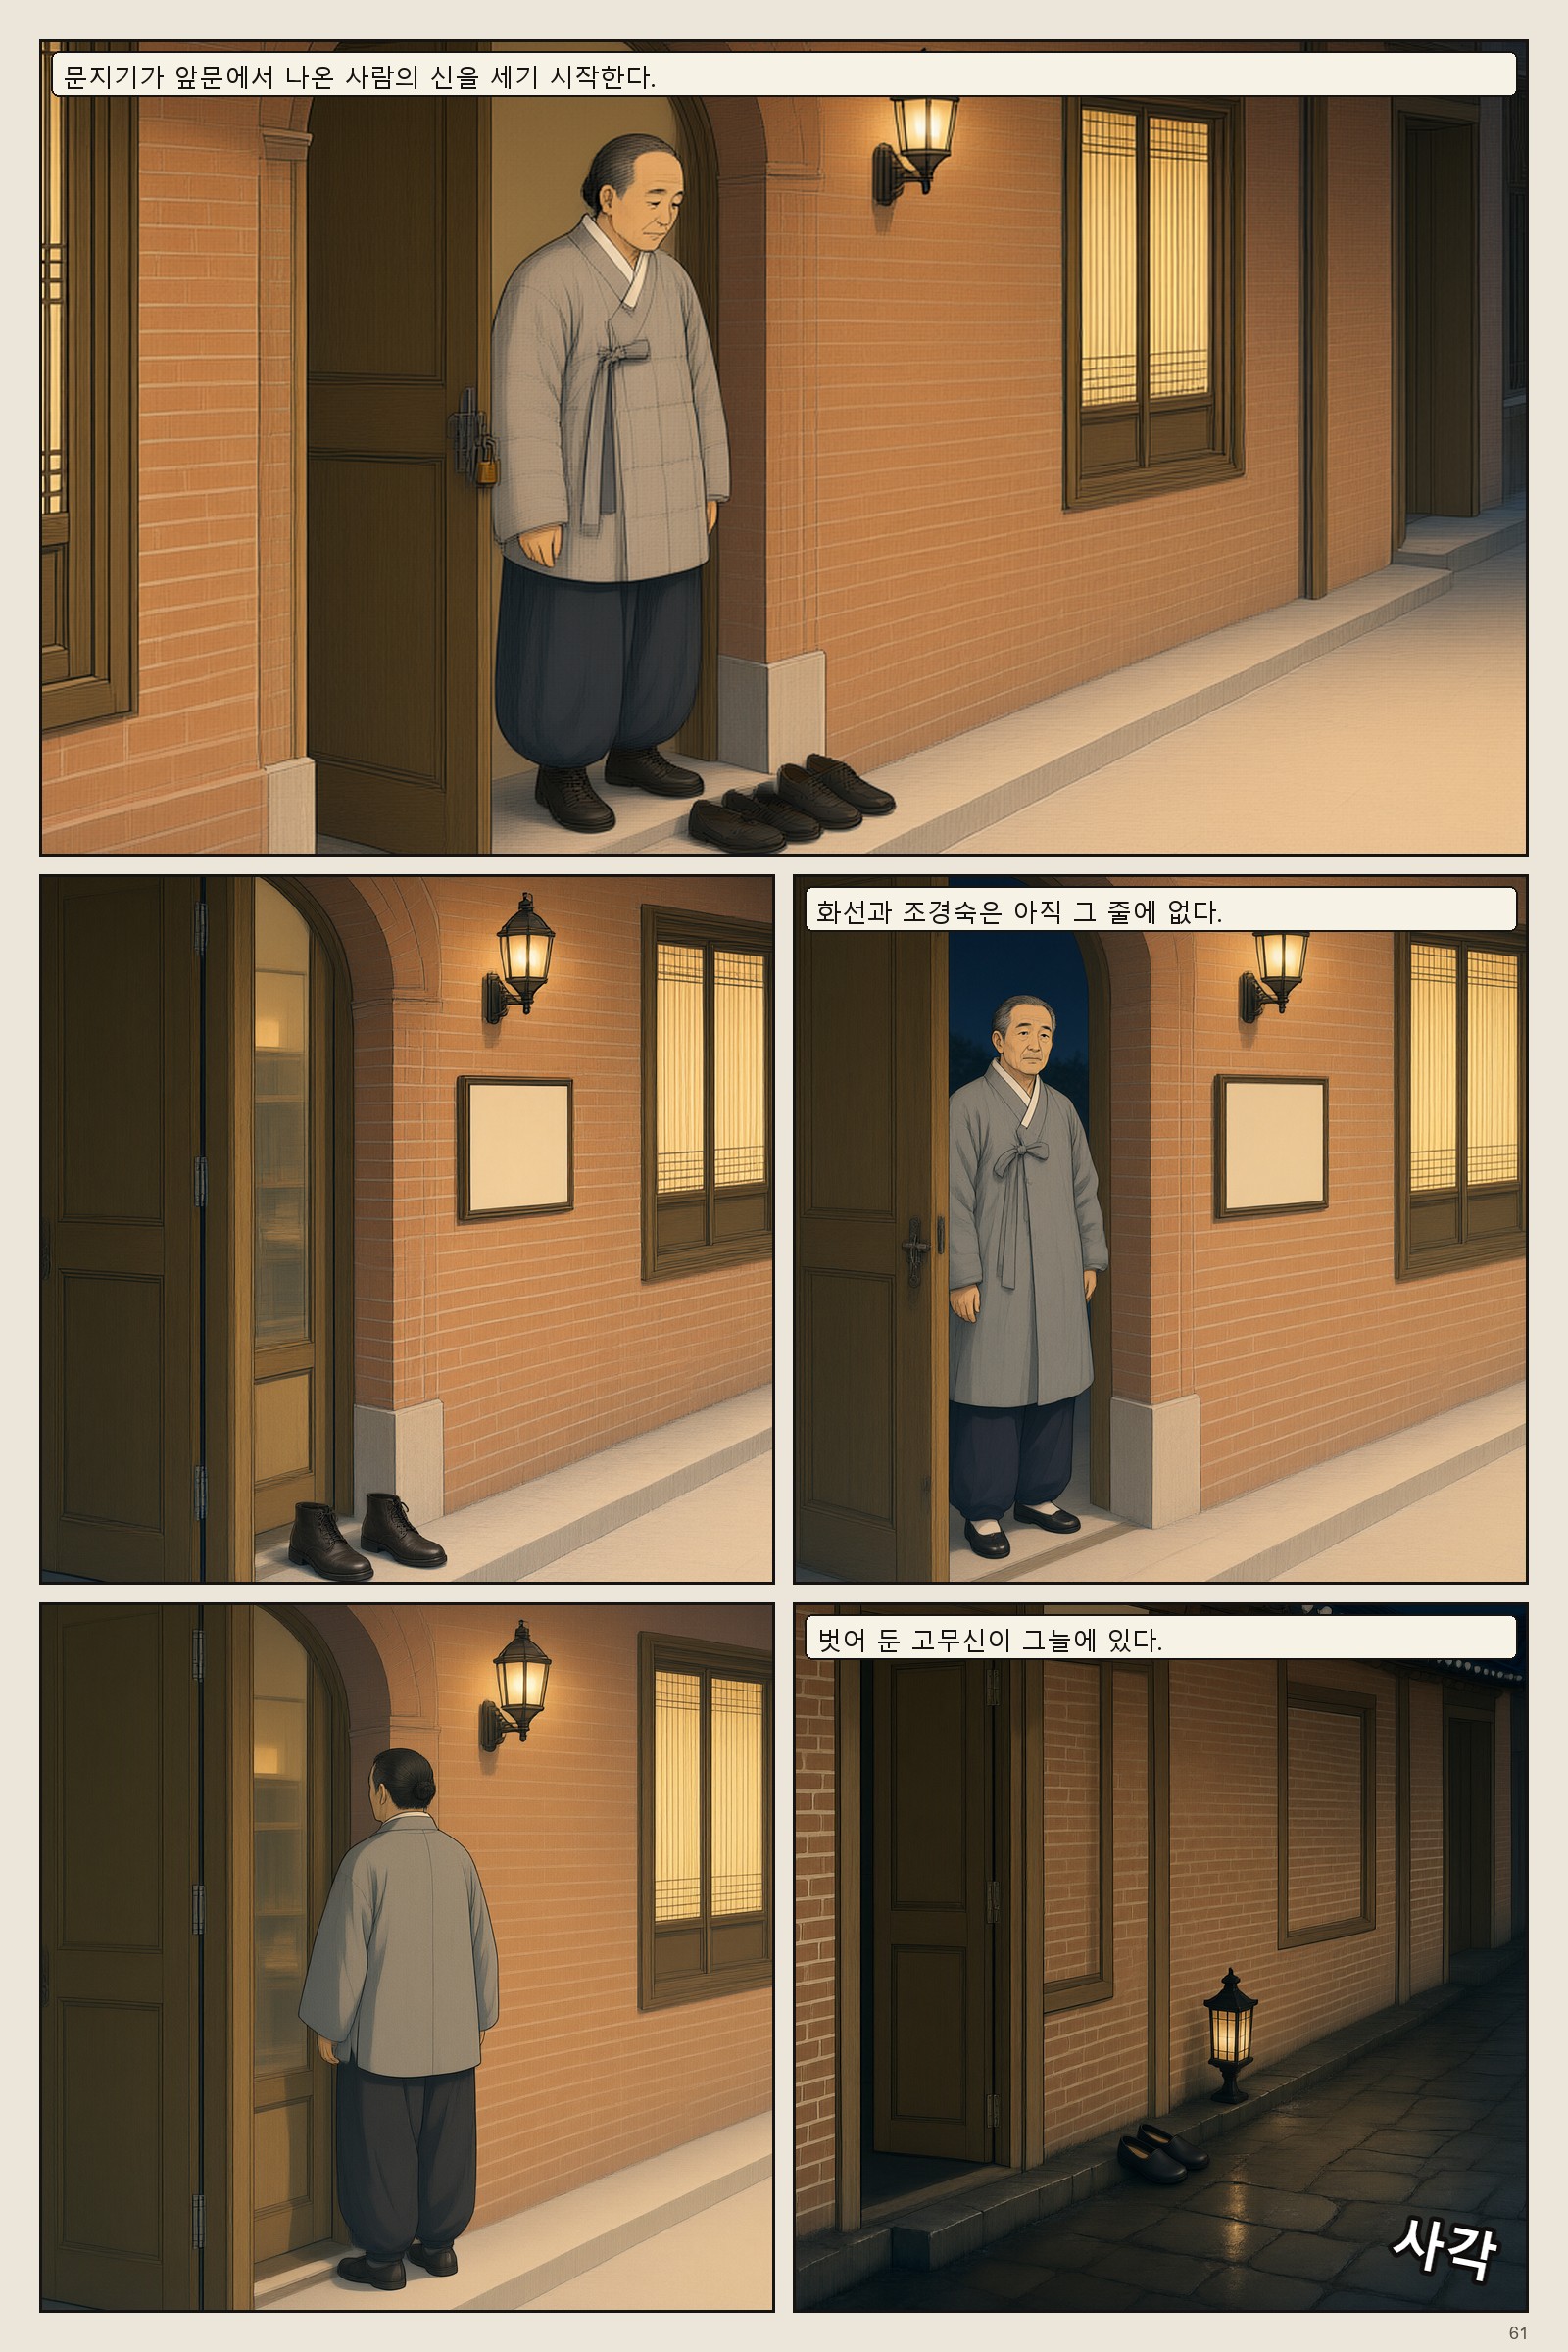 문지기가 앞문에서 나온 사람의 신을 세기 시작한다.
화선과 조경숙은 아직 그 줄에 없다.
벗어 둔 고무신이 그늘에 있다.
사각
61